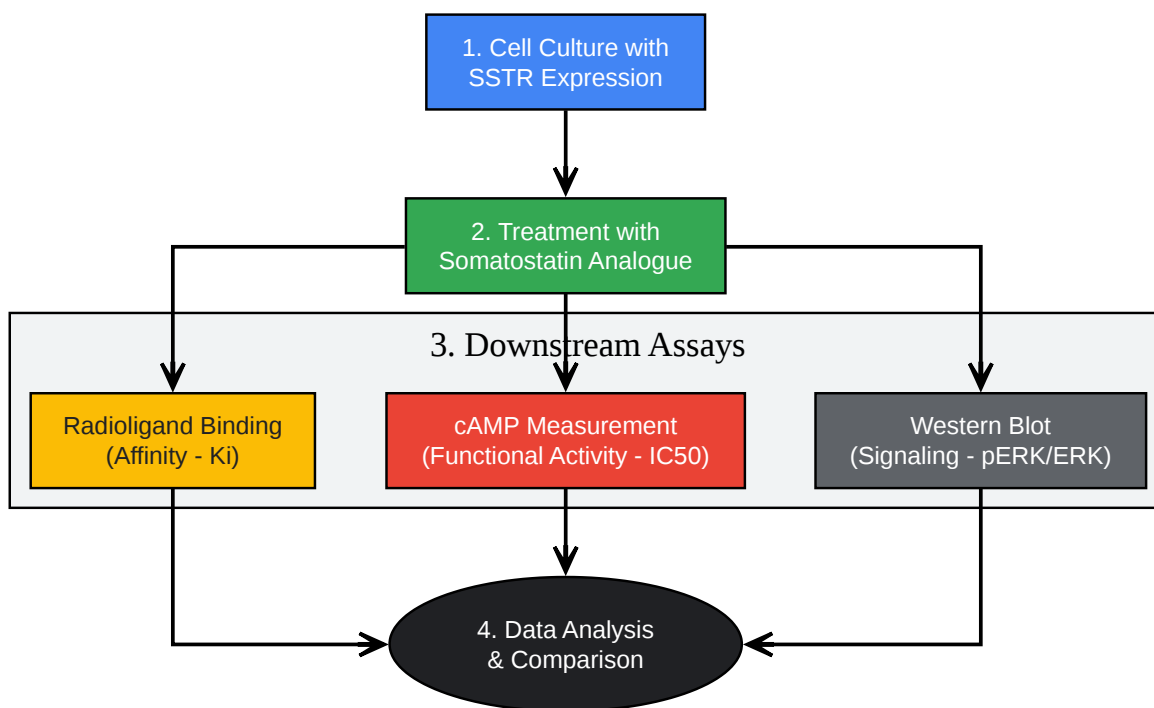 1. Cell Culture with
SSTR Expression
2. Treatment with
Somatostatin Analogue
3. Downstream Assays
Radioligand Binding
(Affinity - Ki)
cAMP Measurement
(Functional Activity - IC50)
Western Blot
(Signaling - pERK/ERK)
4. Data Analysis
& Comparison